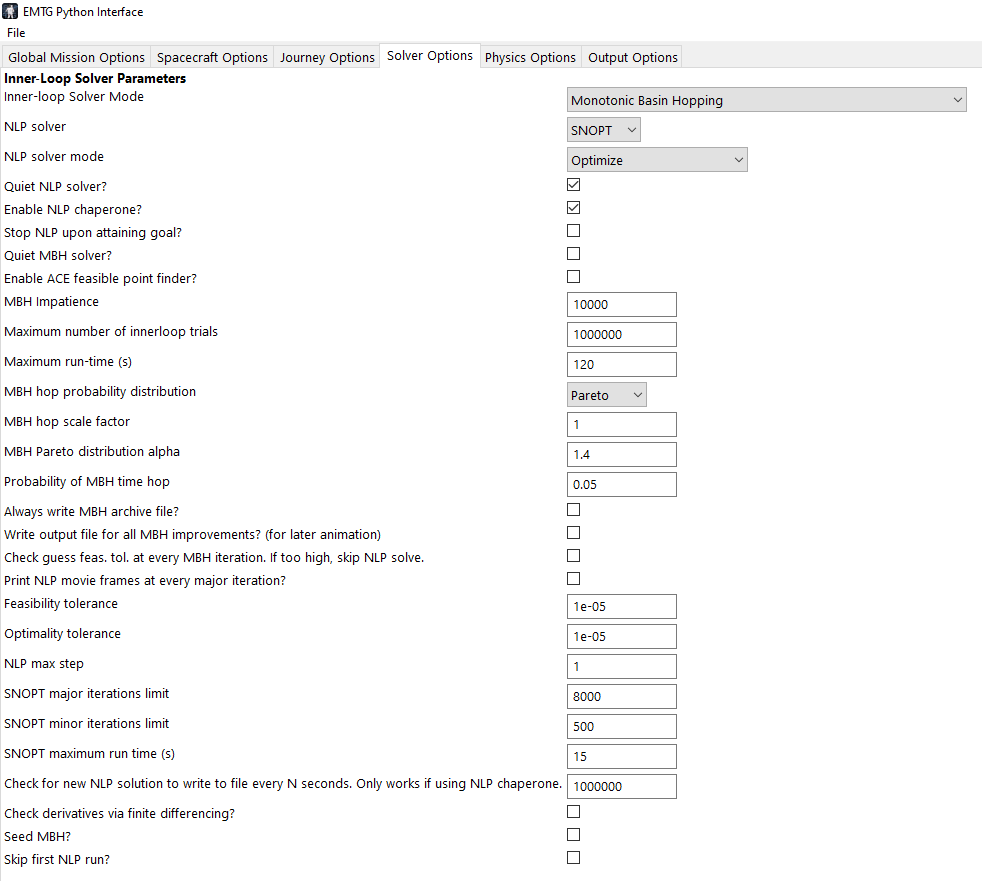 EMTG Python Interface
File
Global Mission Options Spacecraft Options Journey Options Solver Options Physics Options Output Options
Inner-Loop Solver Parameters
Inner-loop Solver Mode Monotonic Basin Hopping
NLP solver SNOPT
NLP solver mode Optimize
Quiet NLP solver?
Enable NLP chaperone?
Stop NLP upon attaining goal?
Quiet MBH solver?
Enable ACE feasible point finder?
MBH Impatience 10000
Maximum number of innerloop trials 1000000
Maximum run-time (s) 120
MBH hop probability distribution Pareto
MBH hop scale factor 1
MBH Pareto distribution alpha 1.4
Probability of MBH time hop 0.05
Always write MBH archive file?
Write output file for all MBH improvements? (for later animation)
Check guess feas. tol. at every MBH iteration. If too high, skip NLP solve.
Print NLP movie frames at every major iteration?
Feasibility tolerance 1e-05
Optimality tolerance 1e-05
NLP max step 1
SNOPT major iterations limit 8000
SNOPT minor iterations limit 500
SNOPT maximum run time (s) 15
Check for new NLP solution to write to file every N seconds. Only works if using NLP chaperone. 1000000
Check derivatives via finite differencing?
Seed MBH?
Skip first NLP run?